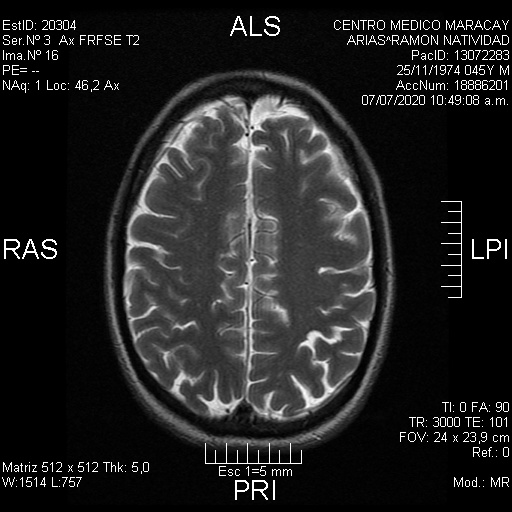 EstID: 20304
Ser.Nº 3 Ax FRFSE T2
Ima.Nº 16
PE= --
NAq: 1 Loc: 46,2 Ax
ALS
CENTRO MEDICO MARACAY
ARIAS^RAMON NATIVIDAD
PacID: 13072283
25/11/1974 045Y M
AccNum: 18886201
07/07/2020 10:49:08 a.m.
RAS
LPI
TI: 0 FA: 90
TR: 3000 TE: 101
FOV: 24 x 23,9 cm
Ref.: 0
Mod.: MR
Matriz 512 x 512 Thk: 5,0
W:1514 L:757
Esc 1=5 mm
PRI